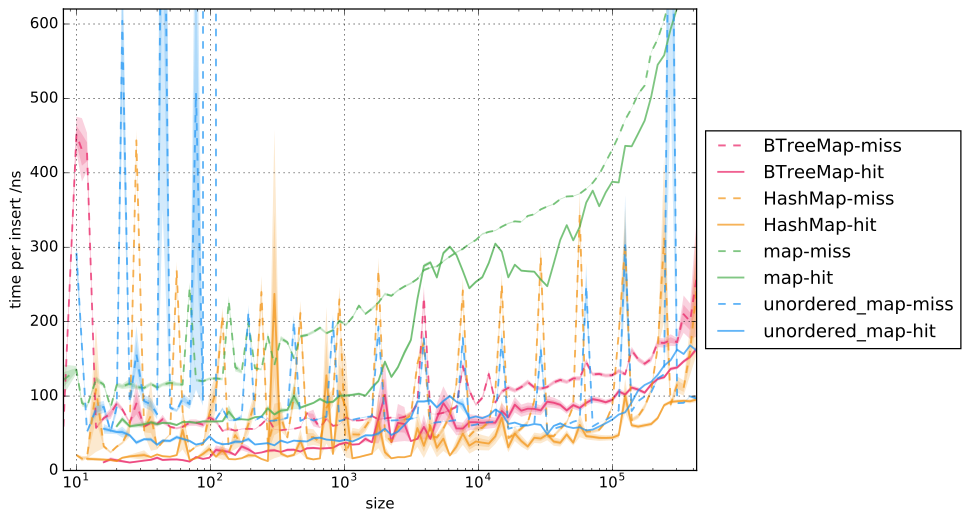 600
500
400
300
200
100
0
time per insert /ns
10^1
10^2
10^3
10^4
10^5
size
BTreeMap-miss
BTreeMap-hit
HashMap-miss
HashMap-hit
map-miss
map-hit
unordered_map-miss
unordered_map-hit